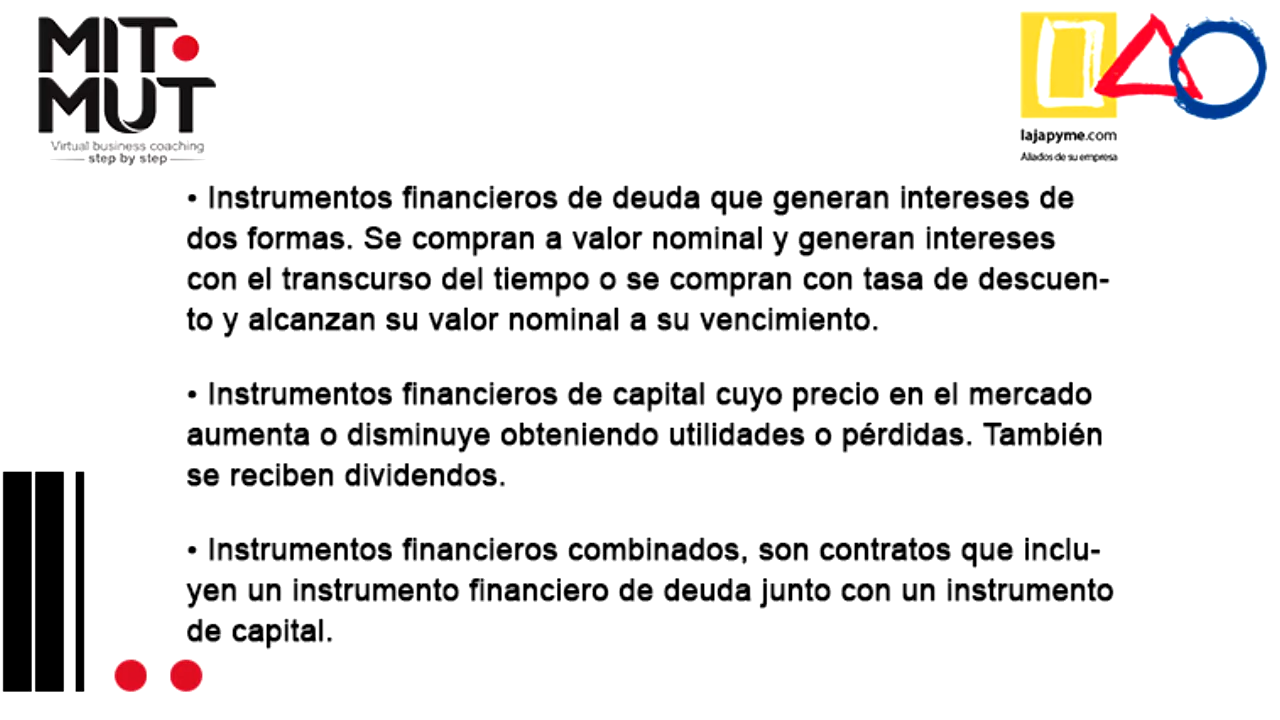 MIT
MUT
Virtual business coaching
step by step
lajapyme.com
Aliados de su empresa
• Instrumentos financieros de deuda que generan intereses de
dos formas. Se compran a valor nominal y generan intereses
con el transcurso del tiempo o se compran con tasa de descuen-
to y alcanzan su valor nominal a su vencimiento.
• Instrumentos financieros de capital cuyo precio en el mercado
aumenta o disminuye obteniendo utilidades o pérdidas. También
se reciben dividendos.
• Instrumentos financieros combinados, son contratos que inclu-
yen un instrumento financiero de deuda junto con un instrumento
de capital.